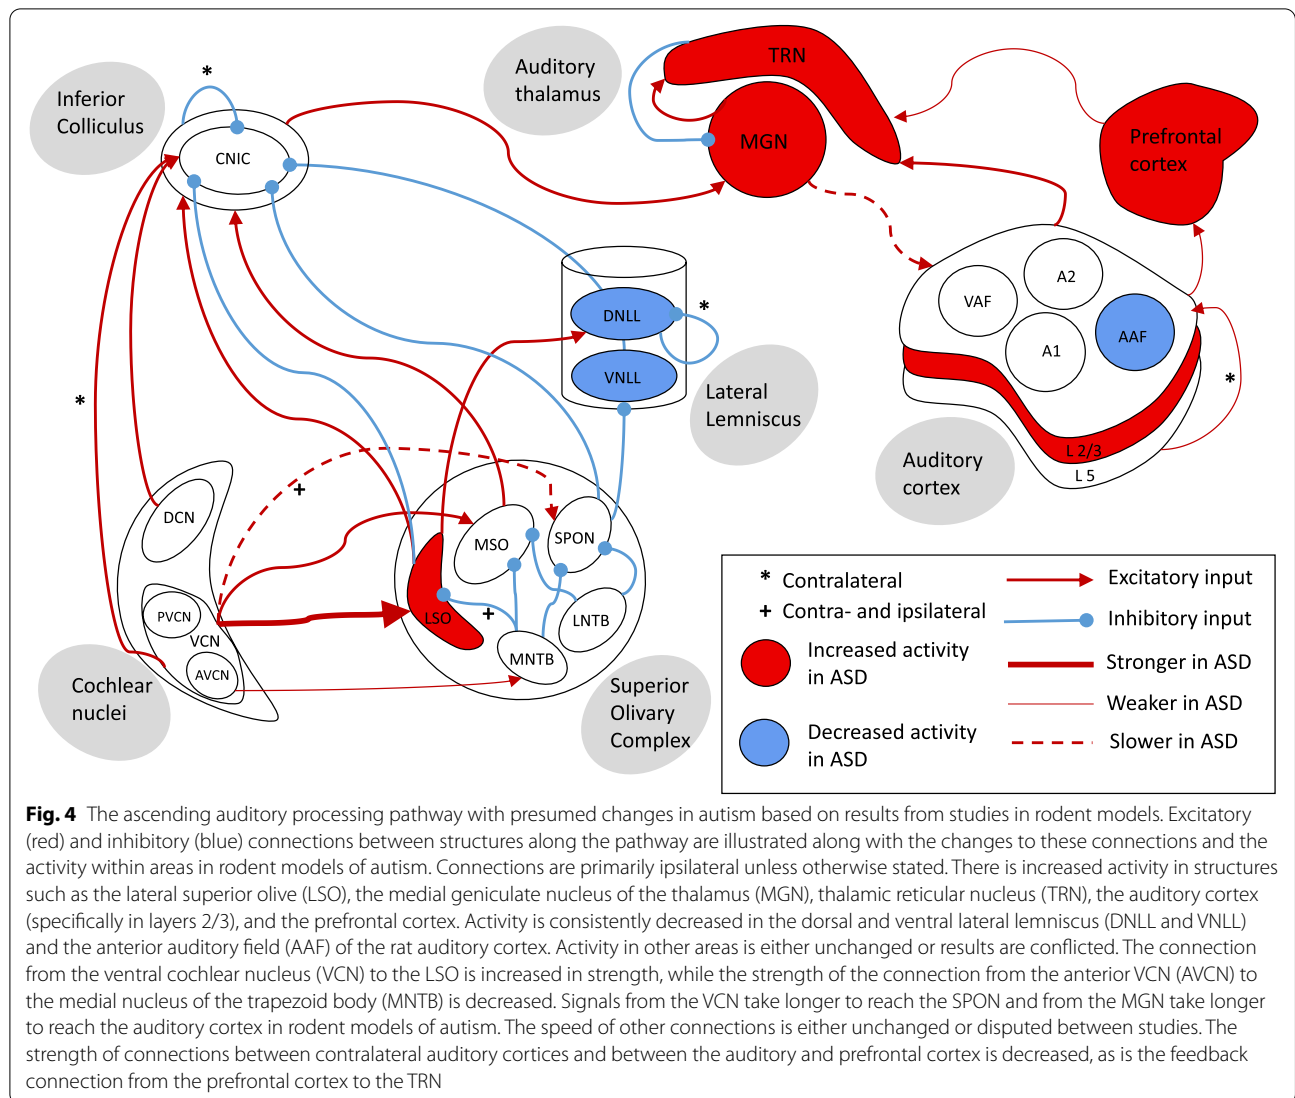 Inferior
Colliculus
*
CNIC
Auditory
thalamus
TRN
MGN
Prefrontal
cortex
DNLL
*
VNLL
Lateral
Lemniscus
VAF
A2
A1
AAF
*
L 2/3
L 5
Auditory
cortex
*
+
DCN
PVCN
VCN
AVCN
Cochlear
nuclei
MSO
SPON
LSO
+
LNTB
MNTB
Superior
Olivary
Complex
* Contralateral
+ Contra- and ipsilateral
Increased activity
in ASD
Decreased activity
in ASD
Excitatory input
Inhibitory input
Stronger in ASD
Weaker in ASD
Slower in ASD
Fig. 4 The ascending auditory processing pathway with presumed changes in autism based on results from studies in rodent models. Excitatory
(red) and inhibitory (blue) connections between structures along the pathway are illustrated along with the changes to these connections and the
activity within areas in rodent models of autism. Connections are primarily ipsilateral unless otherwise stated. There is increased activity in structures
such as the lateral superior olive (LSO), the medial geniculate nucleus of the thalamus (MGN), thalamic reticular nucleus (TRN), the auditory cortex
(specifically in layers 2/3), and the prefrontal cortex. Activity is consistently decreased in the dorsal and ventral lateral lemniscus (DNLL and VNLL)
and the anterior auditory field (AAF) of the rat auditory cortex. Activity in other areas is either unchanged or results are conflicted. The connection
from the ventral cochlear nucleus (VCN) to the LSO is increased in strength, while the strength of the connection from the anterior VCN (AVCN) to
the medial nucleus of the trapezoid body (MNTB) is decreased. Signals from the VCN take longer to reach the SPON and from the MGN take longer
to reach the auditory cortex in rodent models of autism. The speed of other connections is either unchanged or disputed between studies. The
strength of connections between contralateral auditory cortices and between the auditory and prefrontal cortex is decreased, as is the feedback
connection from the prefrontal cortex to the TRN